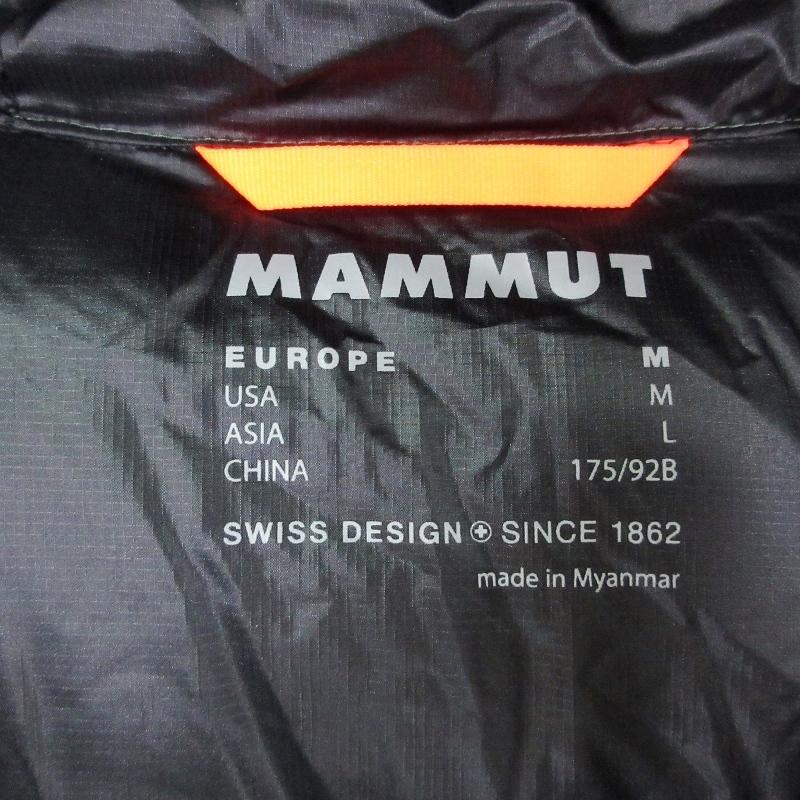 MAMMUT
EUROPE M
USA M
ASIA L
CHINA 175/92B
SWISS DESIGN SINCE 1862
made in Myanmar